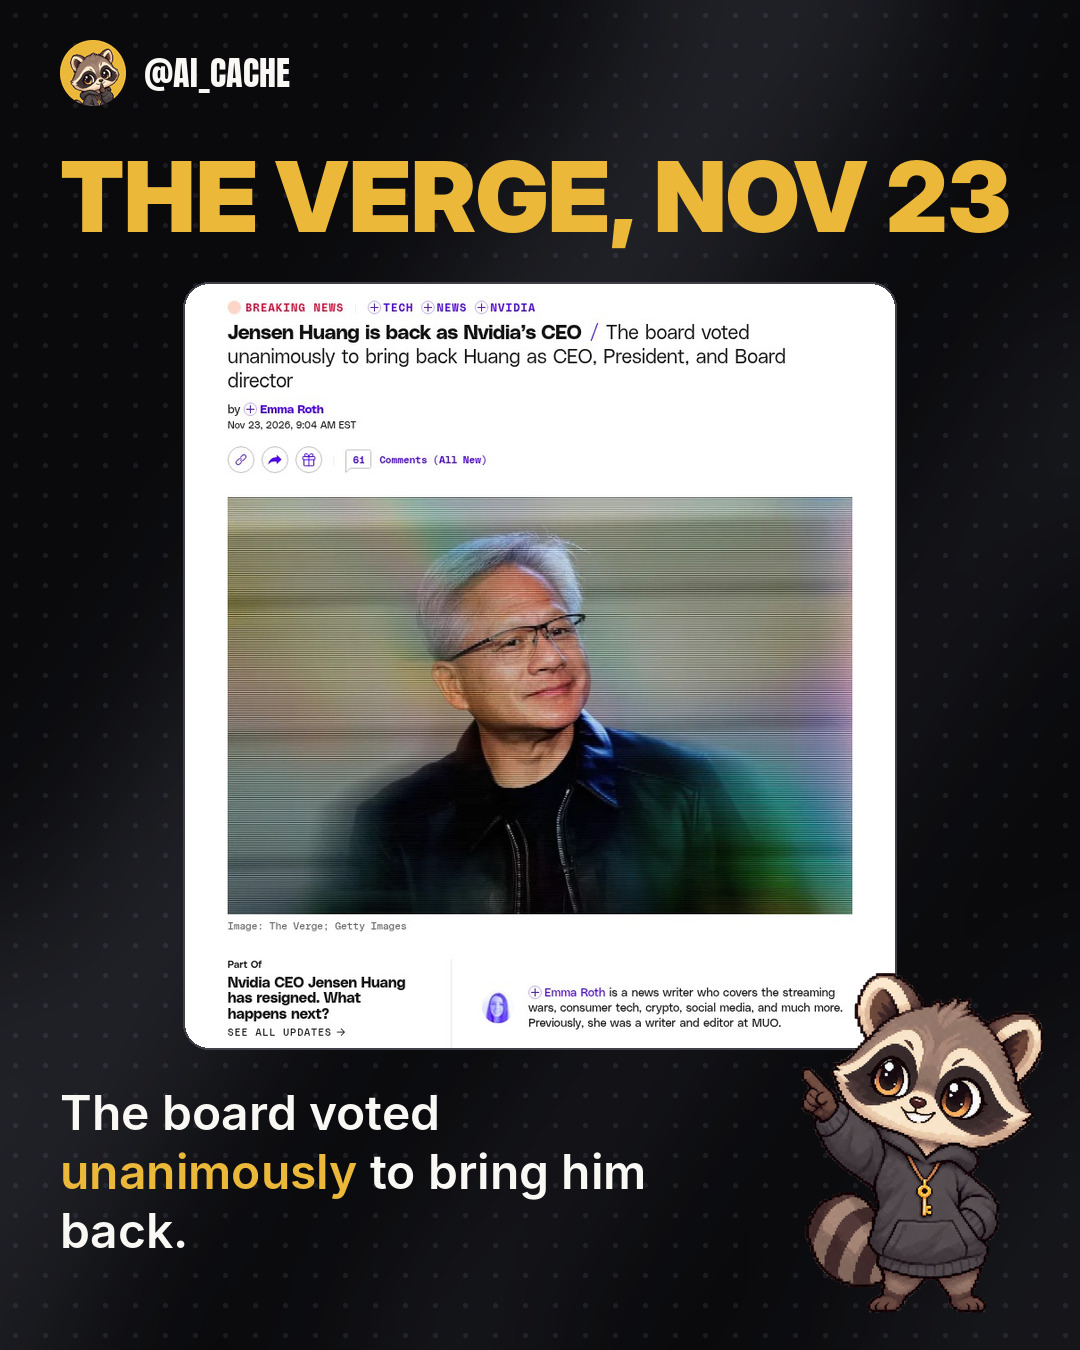 @AI_CACHE
THE VERGE, NOV 23
BREAKING NEWS TECH NEWS NVIDIA
Jensen Huang is back as Nvidia’s CEO / The board voted
unanimously to bring back Huang as CEO, President, and Board
director
by Emma Roth
Nov 23, 2026, 9:04 AM EST
61 Comments (All New)
Image: The Verge; Getty Images
Part Of
Nvidia CEO Jensen Huang
has resigned. What
happens next?
SEE ALL UPDATES →
Emma Roth is a news writer who covers the streaming
wars, consumer tech, crypto, social media, and much more.
Previously, she was a writer and editor at MUO.
The board voted
unanimously to bring him
back.